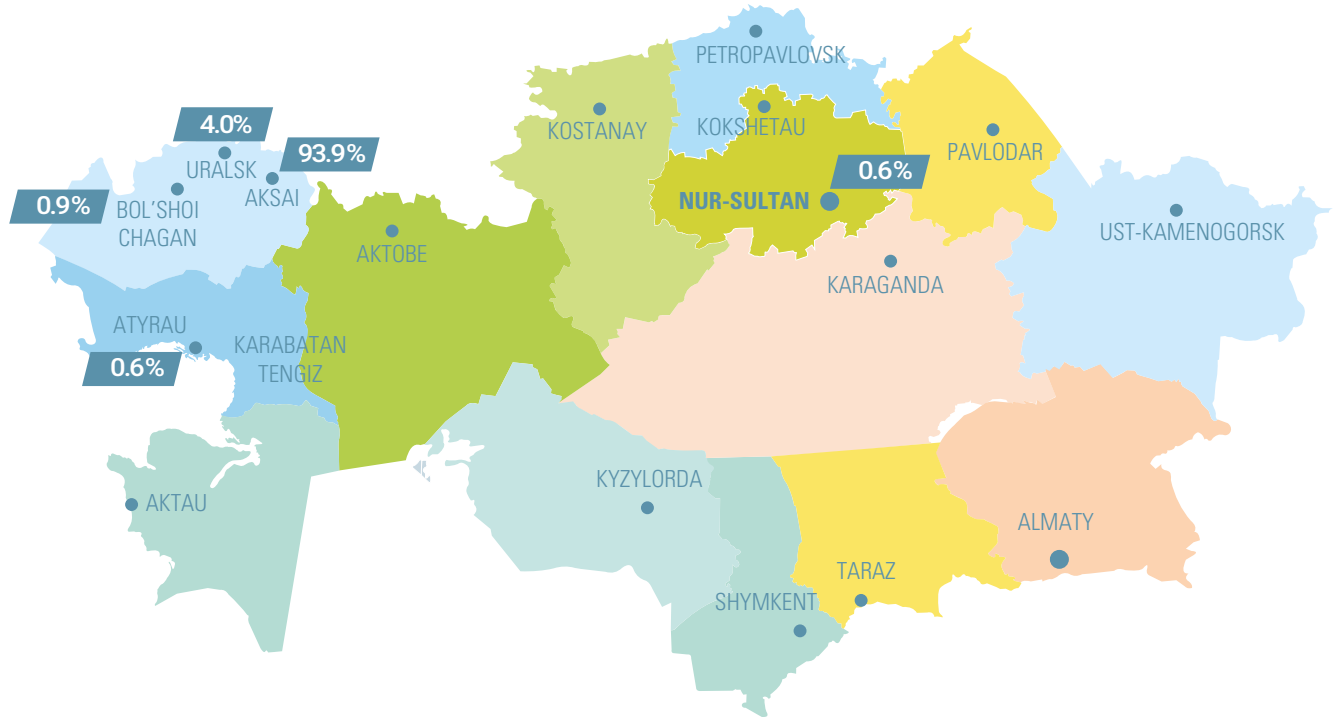 PETROPAVLOVSK
KOSTANAY
KOKSHETAU
PAVLODAR
4.0%
URALSK
93.9%
AKSAI
0.9%
BOL'SHOI
CHAGAN
0.6%
NUR-SULTAN
UST-KAMENOGORSK
AKTOBE
KARAGANDA
ATYRAU
0.6%
KARABATAN
TENGIZ
AKTAU
KYZYLORDA
ALMATY
TARAZ
SHYMKENT